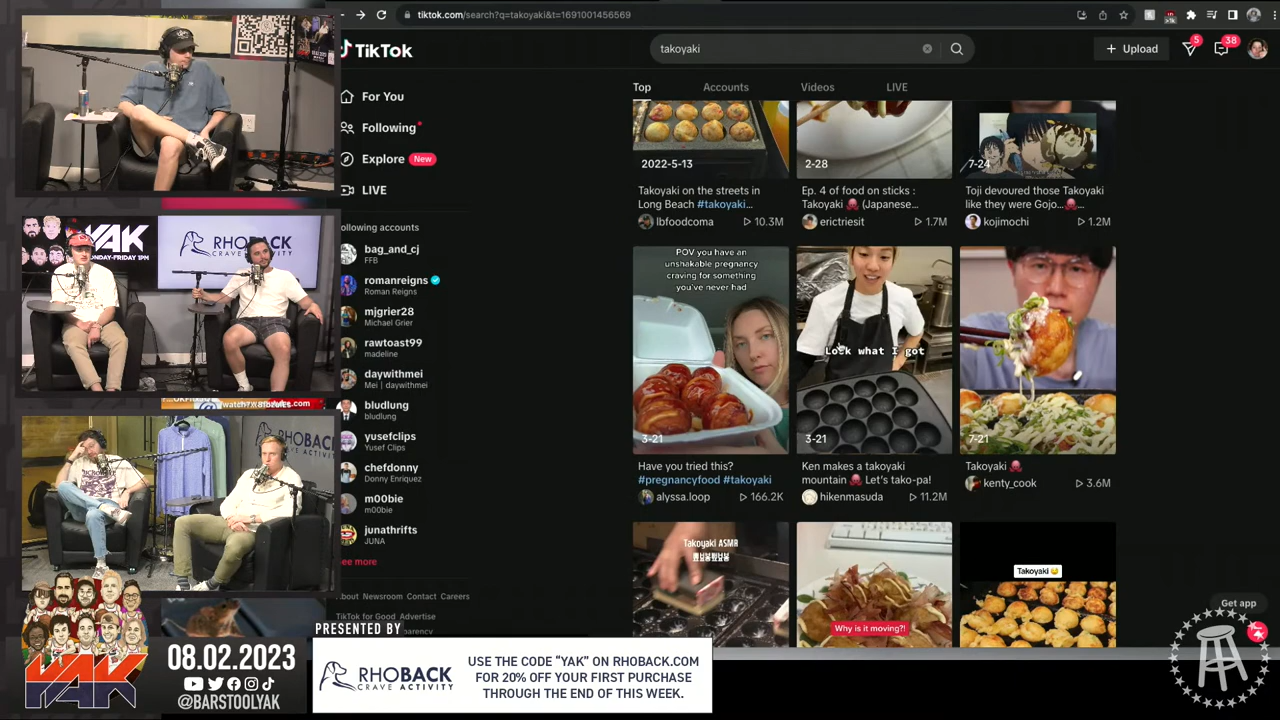 tiktok.com/search?q=takoyaki&t=1691001456569
TikTok
takoyaki
Upload
5
38
For You
Following
Explore
New
LIVE
Following accounts
bag_and_cj
FFB
romanreigns
Roman Reigns
mjgrier28
Michael Grier
rawtoast99
madeline
daywithmei
Mei | daywithmei
bludlung
bludlung
yusefclips
Yusef Clips
chefdonny
Donny Enriquez
m00bie
m00bie
junathrifts
JUNA
See more
About Newsroom Contact Careers
TikTok for Good Advertise
Top
Accounts
Videos
LIVE
2022-5-13
2-28
7-24
Takoyaki on the streets in
Long Beach #takoyaki...
lbfoodcoma
10.3M
Ep. 4 of food on sticks :
Takoyaki 🐙 (Japanese...
erictriesit
1.7M
Toji devoured those Takoyaki
like they were Gojo...🐙...
kojimochi
1.2M
POV you have an
unshakable pregnancy
craving for something
you've never had
3-21
Look what I got
3-21
7-21
Have you tried this?
#pregnancyfood #takoyaki
alyssa.loop
166.2K
Ken makes a takoyaki
mountain 🐙 Let's tako-pa!
hikenmasuda
11.2M
Takoyaki 🐙
kenty_cook
3.6M
Takoyaki ASMR
Why is it moving?!
Takoyaki
Get app
YAK
MONDAY-FRIDAY 1PM
RHOBACK
CRAVE ACTIVITY
RHOBACK
YAK
08.02.2023
@BARSTOOLYAK
PRESENTED BY
RHOBACK
CRAVE ACTIVITY
USE THE CODE “YAK” ON RHOBACK.COM
FOR 20% OFF YOUR FIRST PURCHASE
THROUGH THE END OF THIS WEEK.